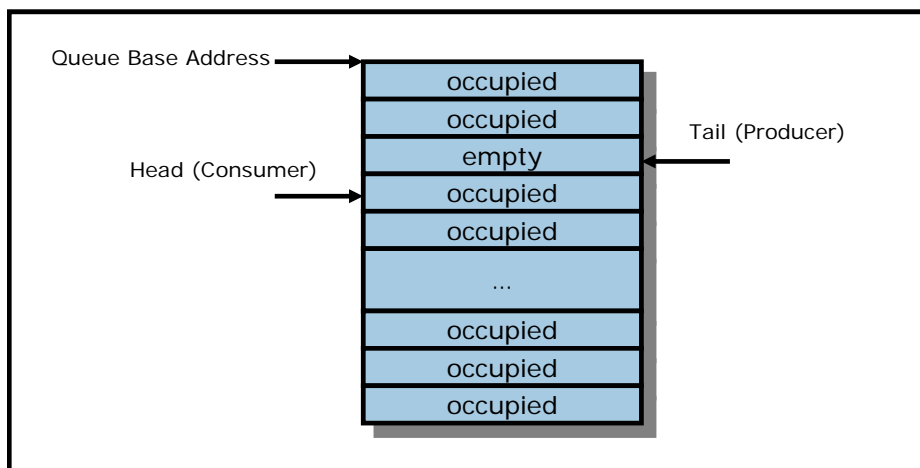 Queue Base Address
occupied
occupied
Tail (Producer)
empty
Head (Consumer)
occupied
occupied
...
occupied
occupied
occupied